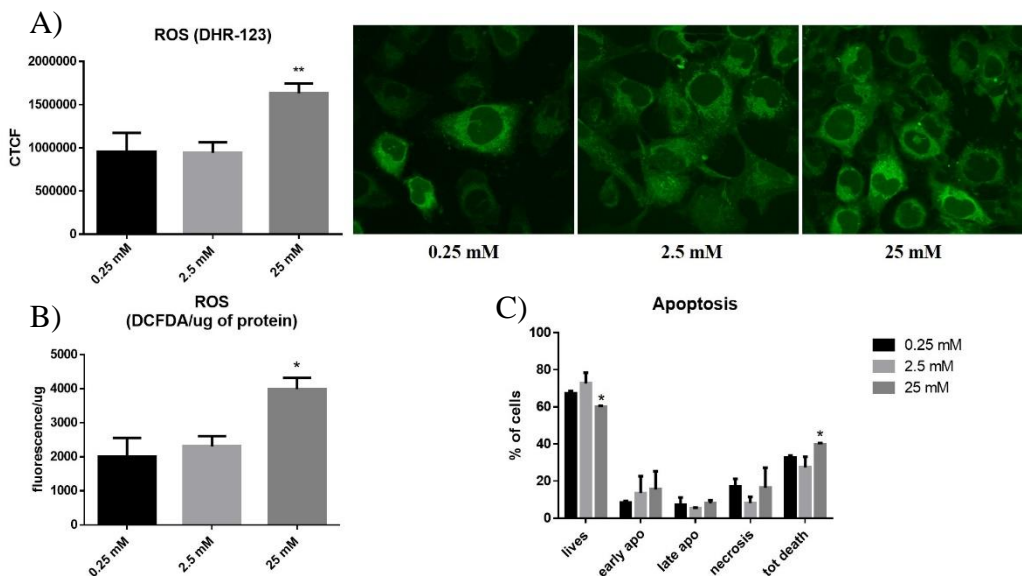 A)
ROS (DHR-123)
CTCF
2000000
1500000
1000000
500000
0
**
0.25 mM
2.5 mM
25 mM
0.25 mM
2.5 mM
25 mM
B)
ROS
(DCFDA/ug of protein)
fluorescence/ug
5000
4000
3000
2000
1000
0
*
0.25 mM
2.5 mM
25 mM
C)
Apoptosis
% of cells
100
80
60
40
20
0
*
*
lives
early apo
late apo
necrosis
tot death
0.25 mM
2.5 mM
25 mM